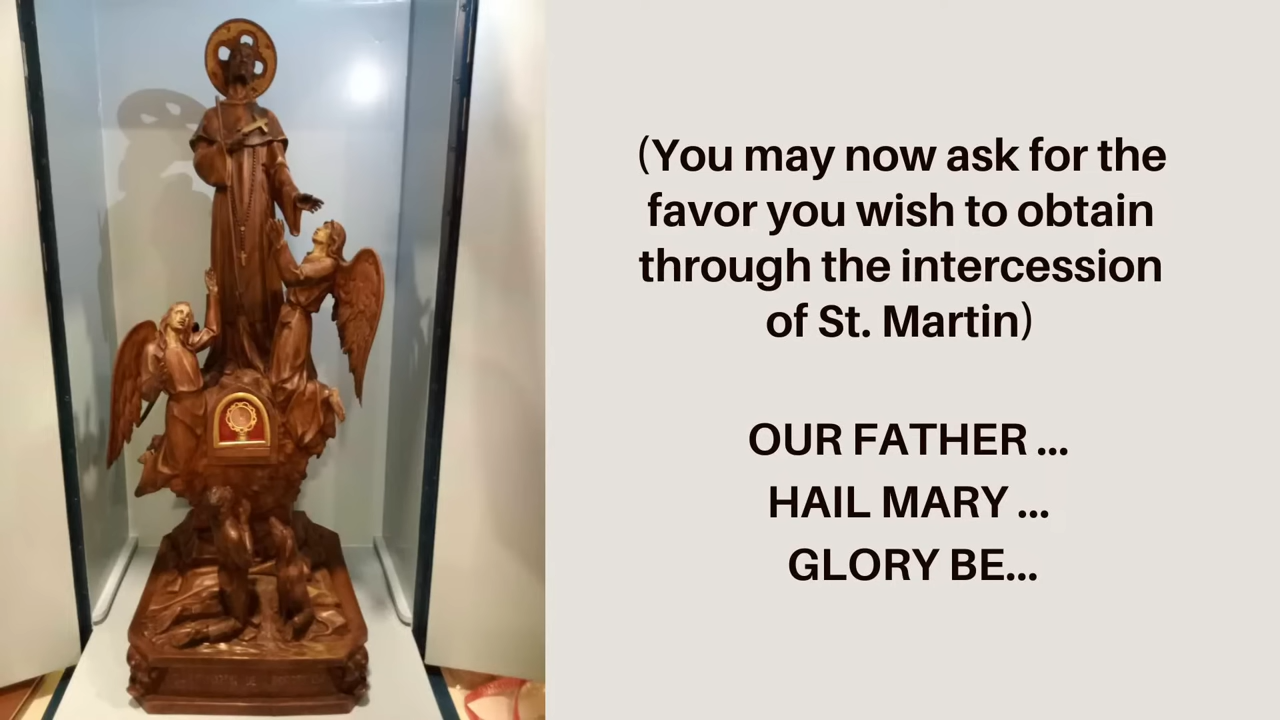 (You may now ask for the
favor you wish to obtain
through the intercession
of St. Martin)
OUR FATHER ...
HAIL MARY ...
GLORY BE...